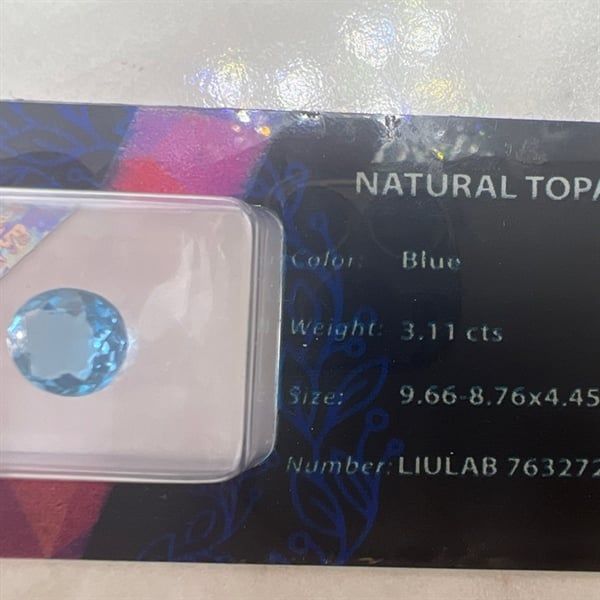 NATURAL TOPA
Color: Blue
Weight: 3.11 cts
Size: 9.66-8.76x4.45
Number: LIULAB 763272